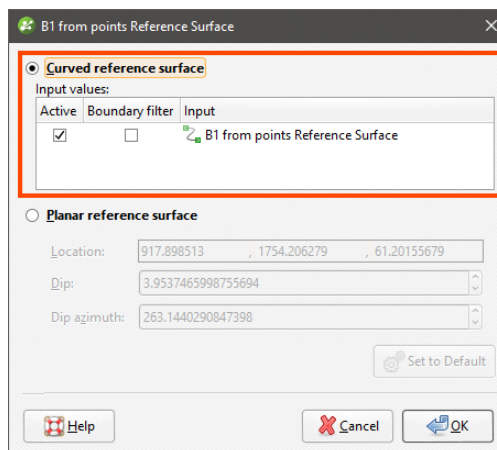 B1 from points Reference Surface
Curved reference surface
Input values:
Active Boundary filter Input
B1 from points Reference Surface
Planar reference surface
Location: 917.898513 , 1754.206279 , 61.20155679
Dip: 3.9537465998755694
Dip azimuth: 263.1440290847398
Set to Default
Help Cancel OK